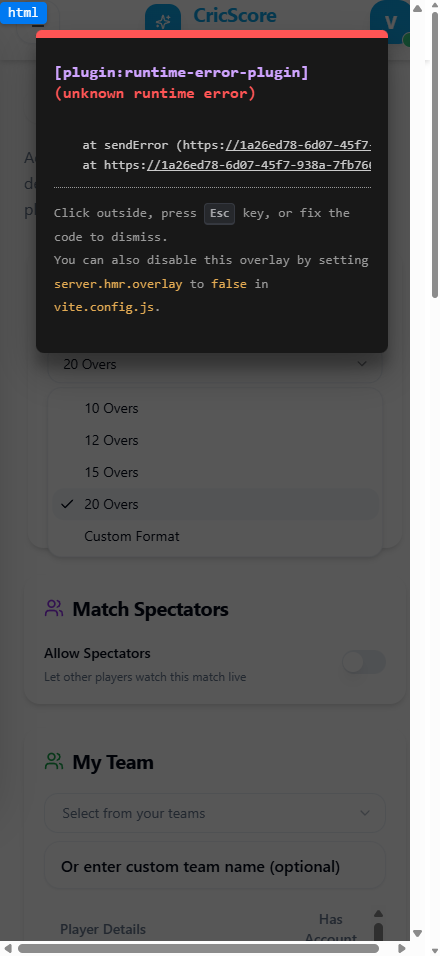 html
CricScore
V
[plugin:runtime-error-plugin]
(unknown runtime error)
at sendError (https://1a26ed78-6d07-45f7-
at https://1a26ed78-6d07-45f7-938a-7fb76
Click outside, press Esc key, or fix the
code to dismiss.
You can also disable this overlay by setting
server.hmr.overlay to false in
vite.config.js.
20 Overs
10 Overs
12 Overs
15 Overs
20 Overs
Custom Format
Match Spectators
Allow Spectators
Let other players watch this match live
My Team
Select from your teams
Or enter custom team name (optional)
Player Details
Has
Account